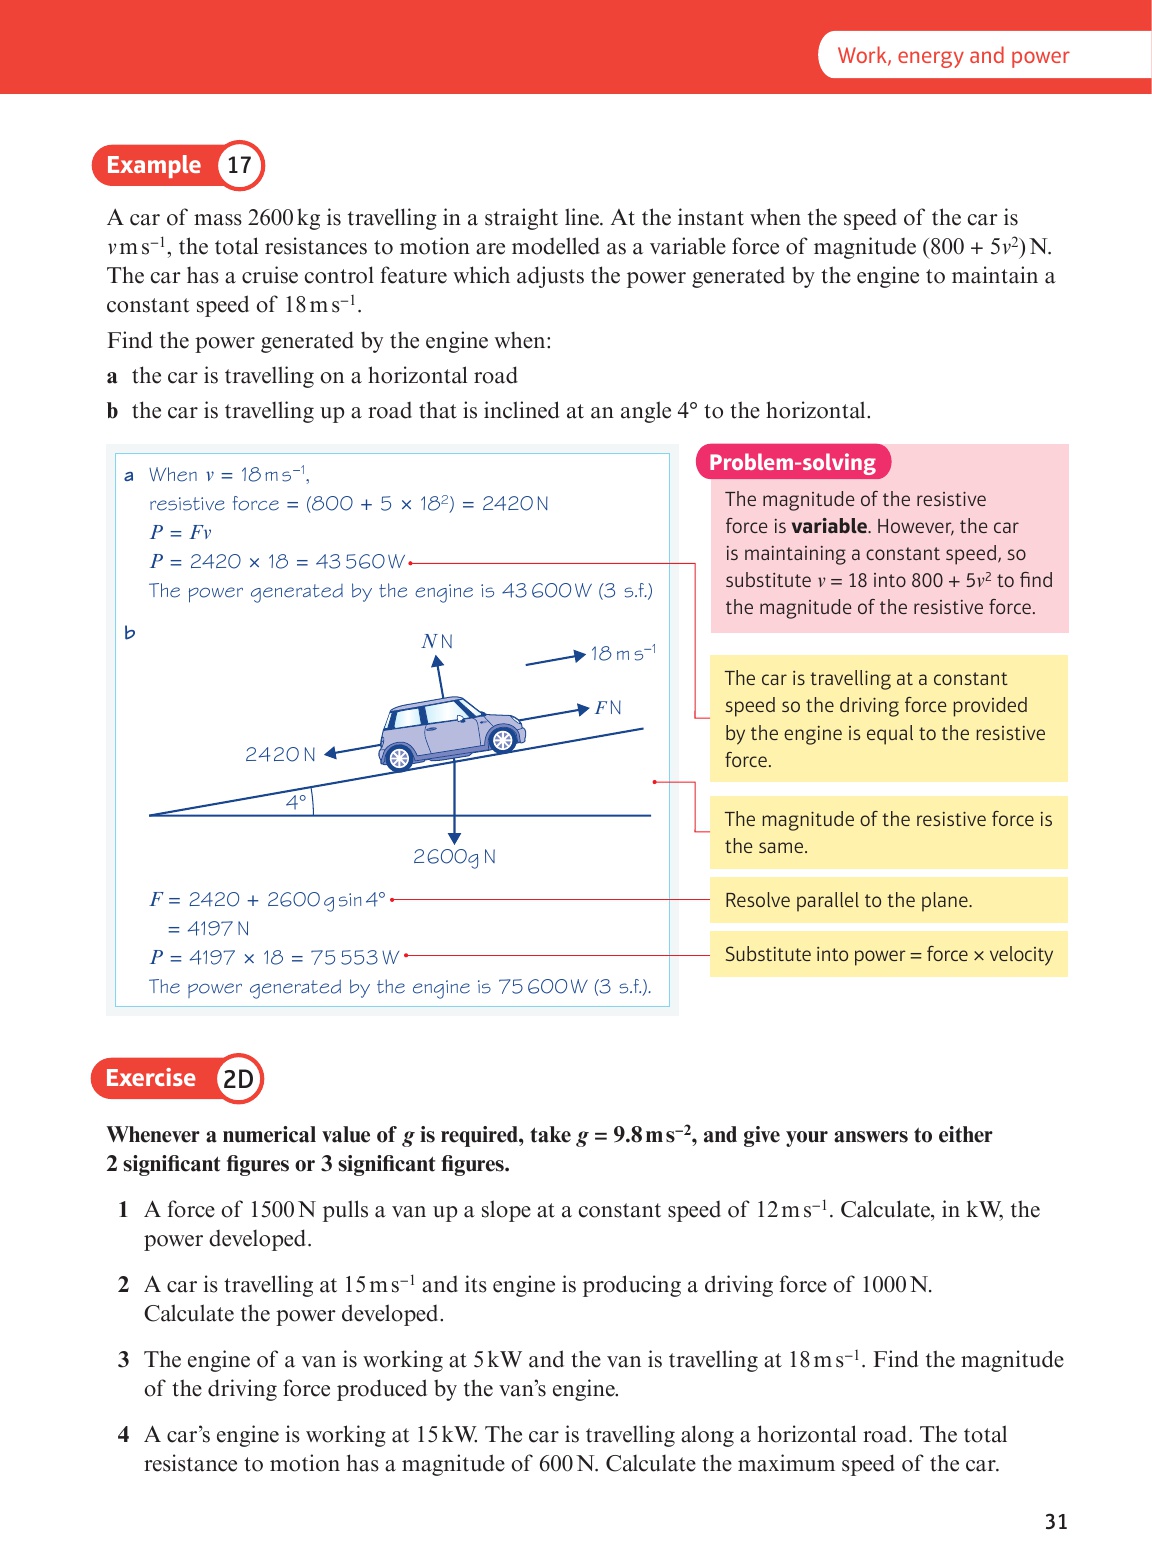 Work, energy and power
Example 17
A car of mass 2600 kg is travelling in a straight line. At the instant when the speed of the car is
v m s⁻¹, the total resistances to motion are modelled as a variable force of magnitude (800 + 5v²) N.
The car has a cruise control feature which adjusts the power generated by the engine to maintain a
constant speed of 18 m s⁻¹.
Find the power generated by the engine when:
a the car is travelling on a horizontal road
b the car is travelling up a road that is inclined at an angle 4° to the horizontal.
a When v = 18 m s⁻¹,
resistive force = (800 + 5 × 18²) = 2420 N
P = Fv
P = 2420 × 18 = 43 560 W
The power generated by the engine is 43 600 W (3 s.f.)
b
N N
18 m s⁻¹
F N
2420 N
4°
2600g N
F = 2420 + 2600 g sin 4°
= 4197 N
P = 4197 × 18 = 75 553 W
The power generated by the engine is 75 600 W (3 s.f.).
Problem-solving
The magnitude of the resistive
force is variable. However, the car
is maintaining a constant speed, so
substitute v = 18 into 800 + 5v² to find
the magnitude of the resistive force.
The car is travelling at a constant
speed so the driving force provided
by the engine is equal to the resistive
force.
The magnitude of the resistive force is
the same.
Resolve parallel to the plane.
Substitute into power = force × velocity
Exercise 2D
Whenever a numerical value of g is required, take g = 9.8 m s⁻², and give your answers to either
2 significant figures or 3 significant figures.
1 A force of 1500 N pulls a van up a slope at a constant speed of 12 m s⁻¹. Calculate, in kW, the
power developed.
2 A car is travelling at 15 m s⁻¹ and its engine is producing a driving force of 1000 N.
Calculate the power developed.
3 The engine of a van is working at 5 kW and the van is travelling at 18 m s⁻¹. Find the magnitude
of the driving force produced by the van’s engine.
4 A car’s engine is working at 15 kW. The car is travelling along a horizontal road. The total
resistance to motion has a magnitude of 600 N. Calculate the maximum speed of the car.
31